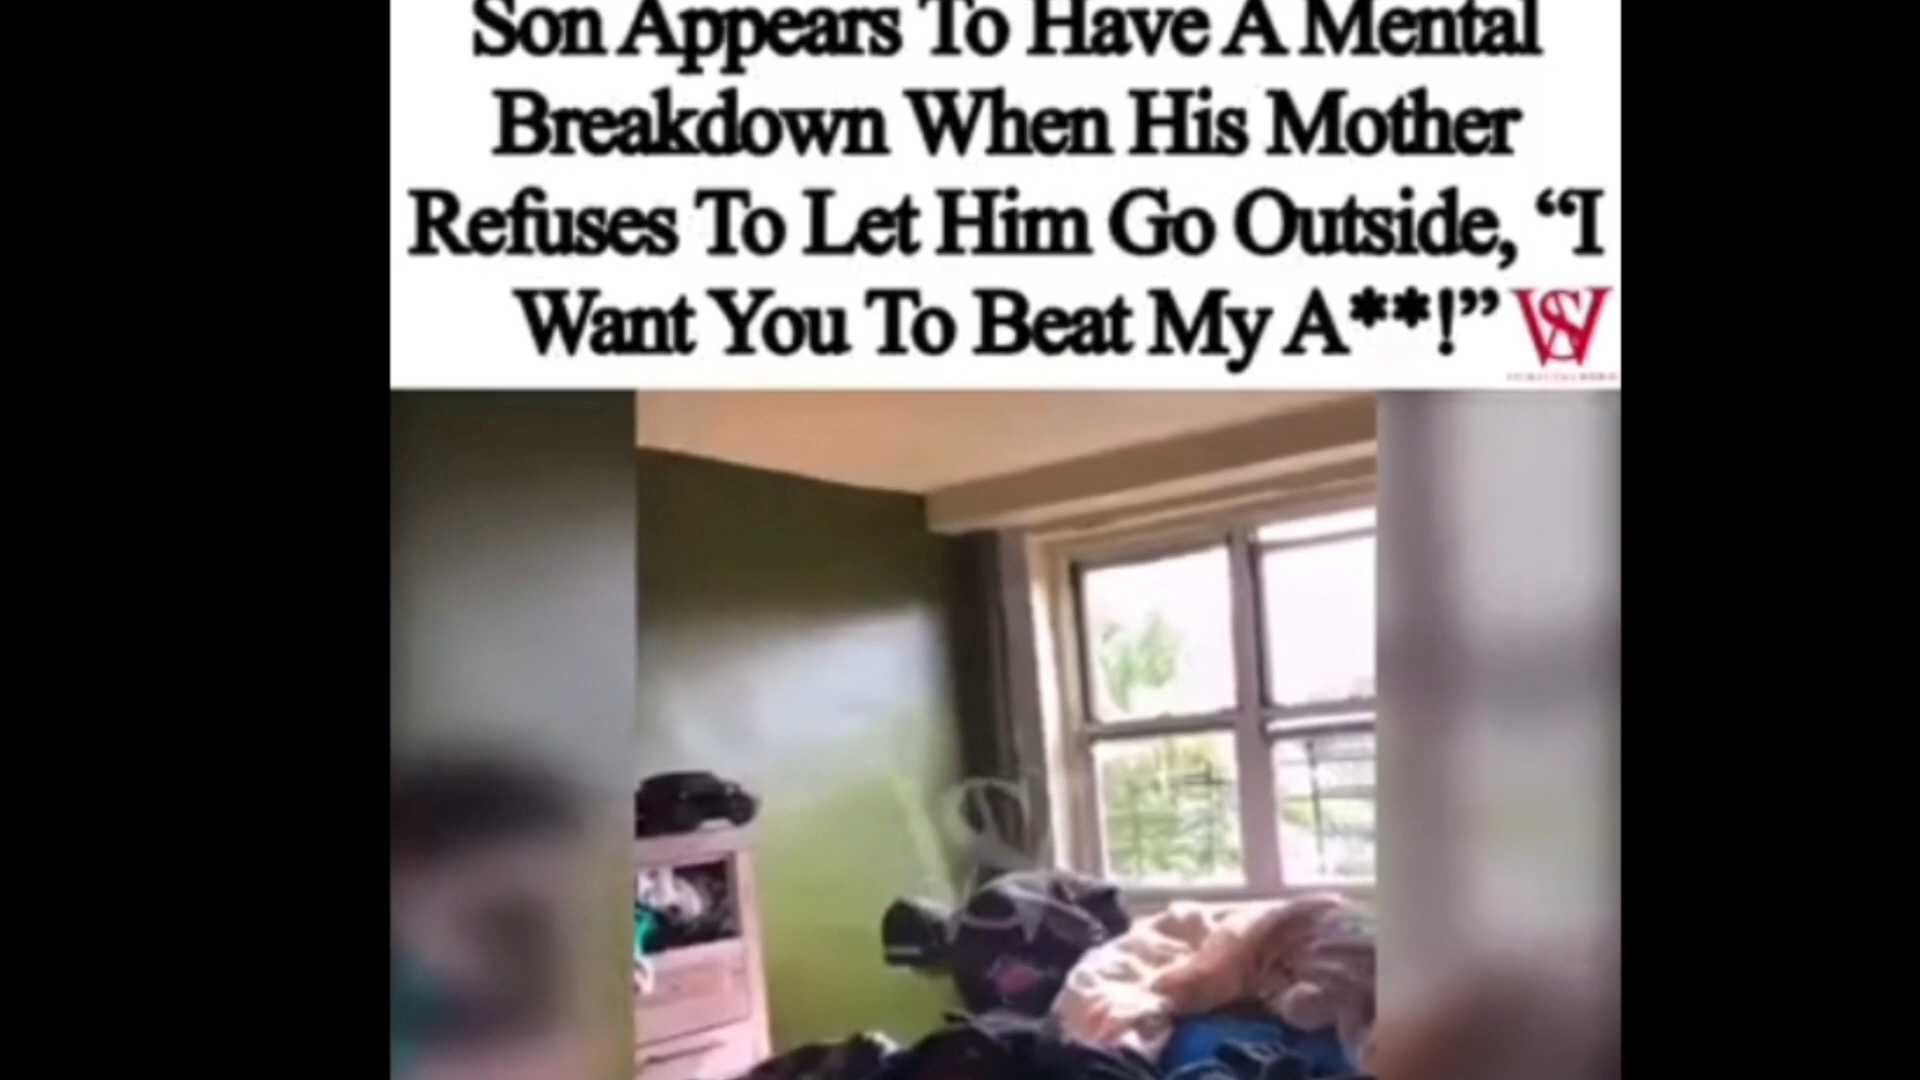 Son Appears To Have A Mental
Breakdown When His Mother
Refuses To Let Him Go Outside, “I
Want You To Beat My A**!”